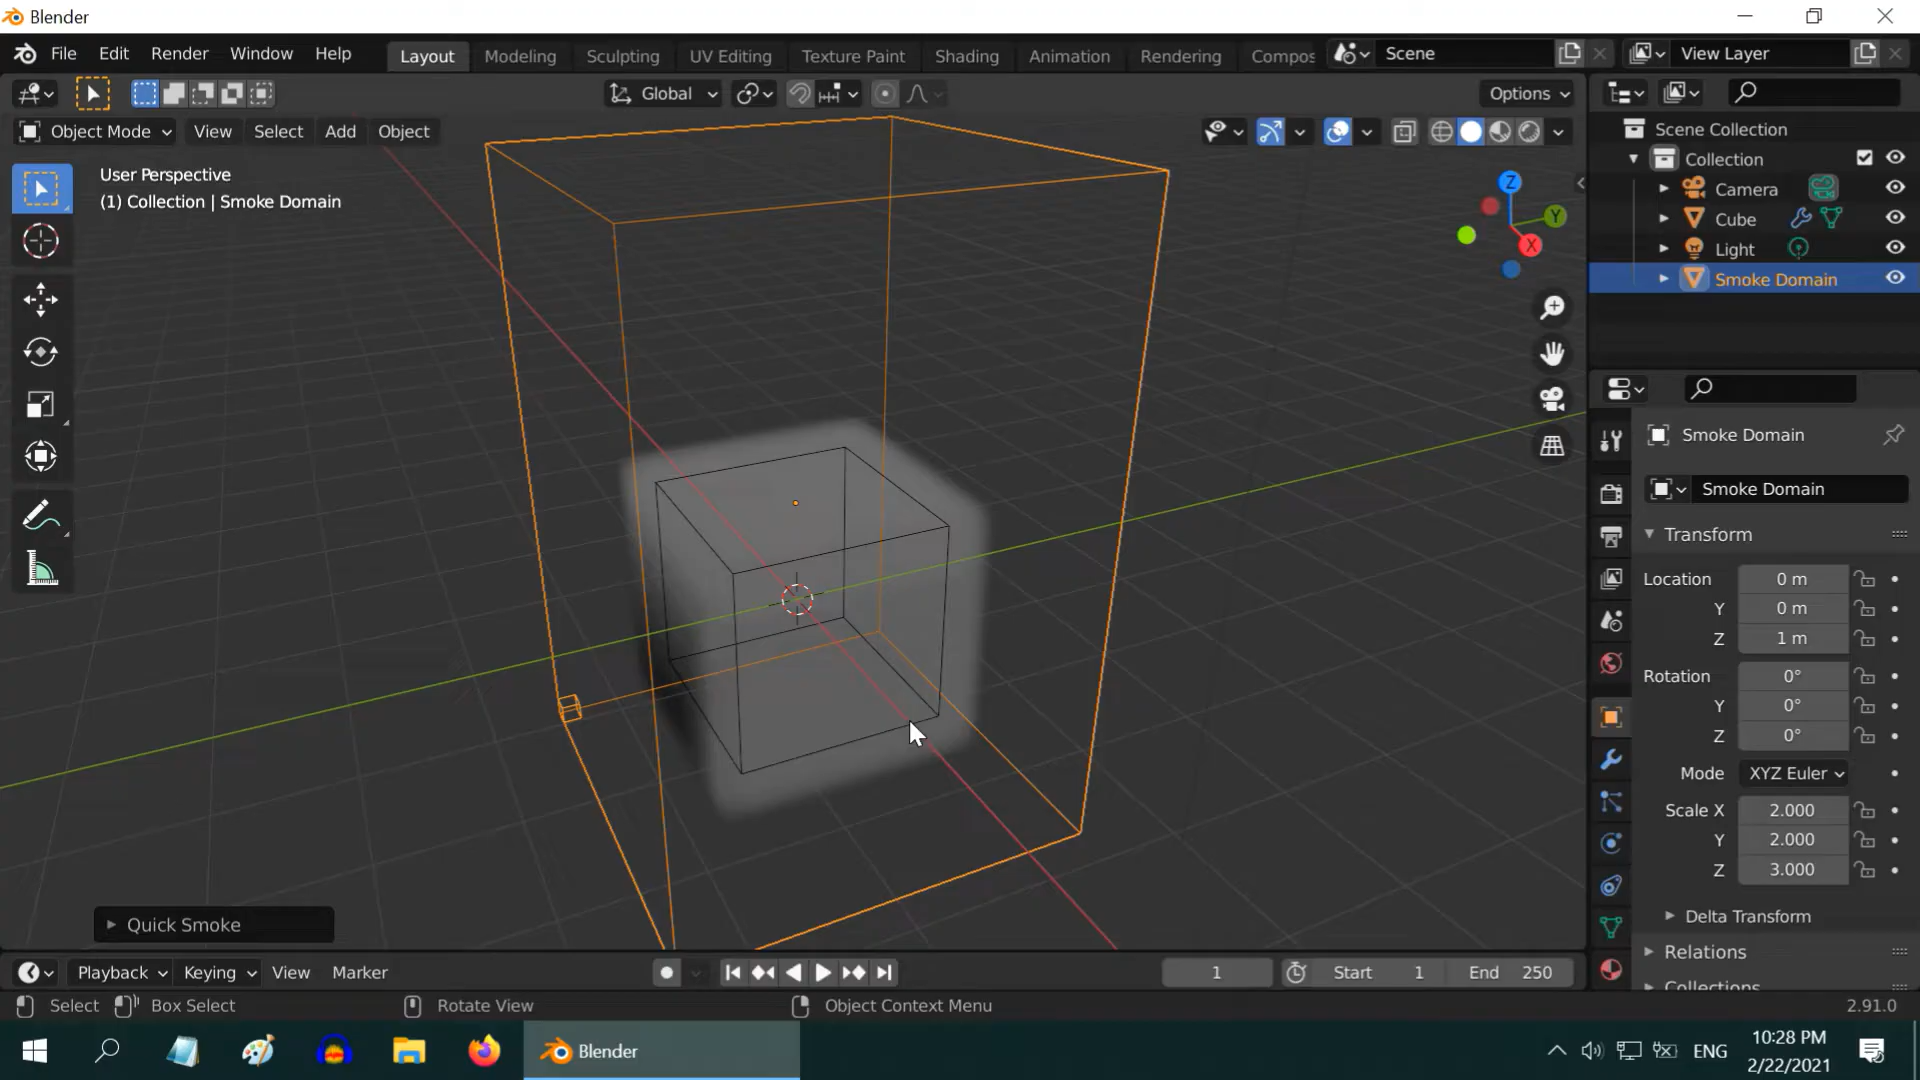 Blender
File Edit Render Window Help
Layout Modeling Sculpting UV Editing Texture Paint Shading Animation Rendering Compos
Scene
View Layer
Global
Options
Object Mode View Select Add Object
User Perspective
(1) Collection | Smoke Domain
Z
Y
X
Scene Collection
Collection
Camera
Cube
Light
Smoke Domain
Smoke Domain
Smoke Domain
Transform
Location 0 m
Y 0 m
Z 1 m
Rotation 0°
Y 0°
Z 0°
Mode XYZ Euler
Scale X 2.000
Y 2.000
Z 3.000
Delta Transform
Relations
Collections
Quick Smoke
Playback Keying View Marker
1
Start 1
End 250
Select Box Select Rotate View Object Context Menu 2.91.0
Blender
ENG
10:28 PM
2/22/2021